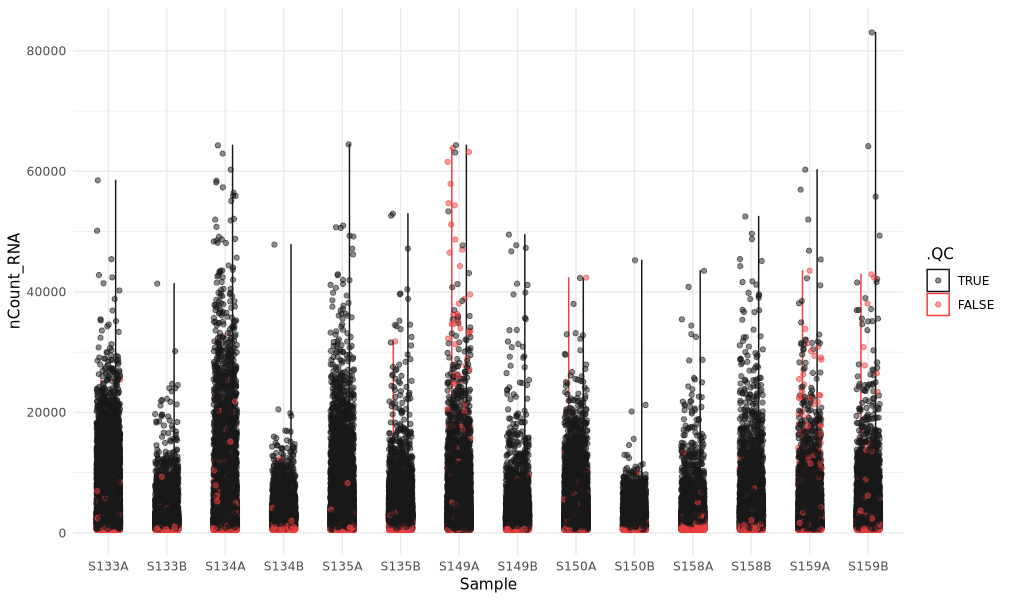 80000
60000
40000
20000
0
nCount_RNA
S133A S133B S134A S134B S135A S135B S149A S149B S150A S150B S158A S158B S159A S159B
Sample
.QC
TRUE
FALSE